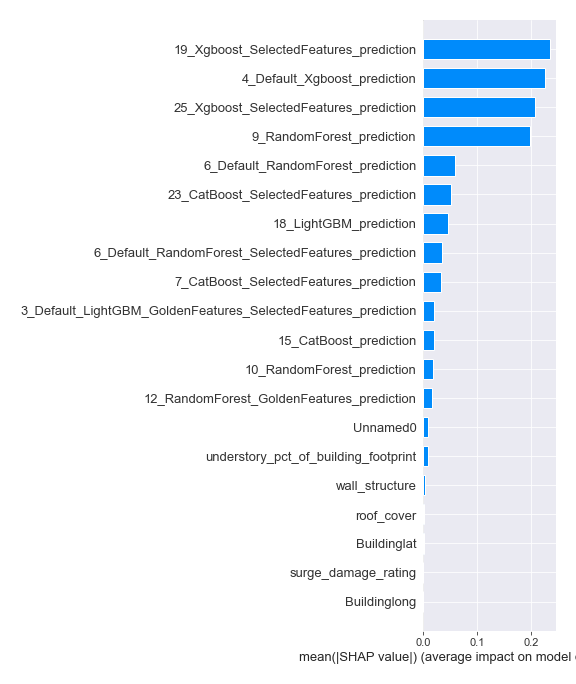 19_Xgboost_SelectedFeatures_prediction
4_Default_Xgboost_prediction
25_Xgboost_SelectedFeatures_prediction
9_RandomForest_prediction
6_Default_RandomForest_prediction
23_CatBoost_SelectedFeatures_prediction
18_LightGBM_prediction
6_Default_RandomForest_SelectedFeatures_prediction
7_CatBoost_SelectedFeatures_prediction
3_Default_LightGBM_GoldenFeatures_SelectedFeatures_prediction
15_CatBoost_prediction
10_RandomForest_prediction
12_RandomForest_GoldenFeatures_prediction
Unnamed0
understory_pct_of_building_footprint
wall_structure
roof_cover
Buildinglat
surge_damage_rating
Buildinglong
0.0 0.1 0.2
mean(|SHAP value|) (average impact on model